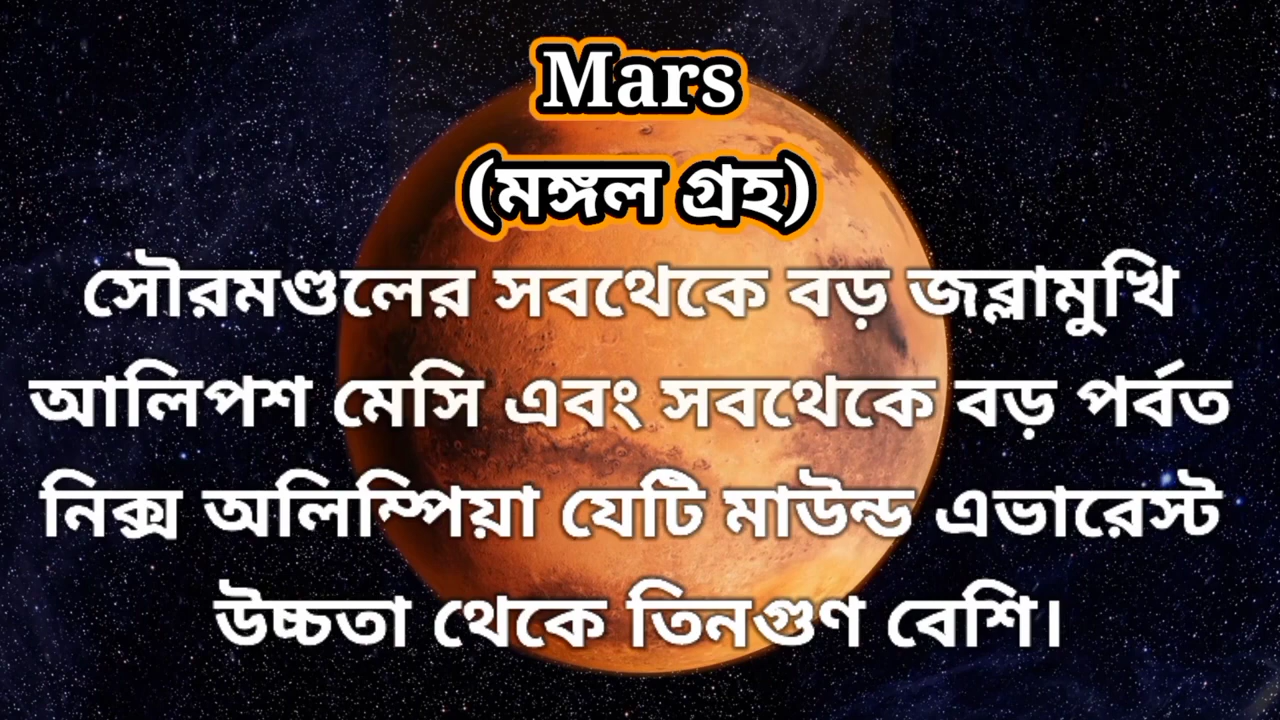 Mars
(মঙ্গল গ্রহ)
সৌরমণ্ডলের সবথেকে বড় জব্লামুখি
আলিপশ মেসি এবং সবথেকে বড় পর্বত
নিক্স অলিম্পিয়া যেটি মাউন্ড এভারেস্ট
উচ্চতা থেকে তিনগুণ বেশি।